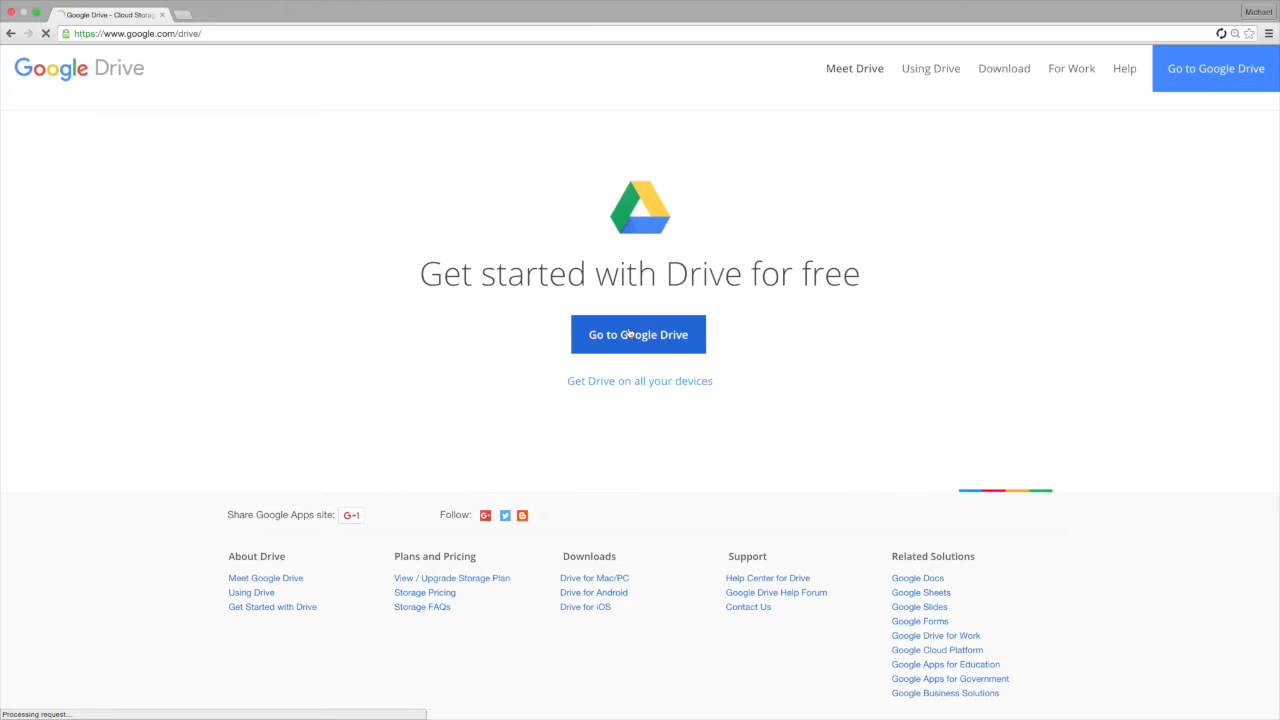 Google Drive - Cloud Storag
Michael
https://www.google.com/drive/
Google Drive
Meet Drive Using Drive Download For Work Help Go to Google Drive
Get started with Drive for free
Go to Google Drive
Get Drive on all your devices
Share Google Apps site: G+1 Follow:
About Drive Plans and Pricing Downloads Support Related Solutions
Meet Google Drive View / Upgrade Storage Plan Drive for Mac/PC Help Center for Drive Google Docs
Using Drive Storage Pricing Drive for Android Google Drive Help Forum Google Sheets
Get Started with Drive Storage FAQs Drive for iOS Contact Us Google Slides
Google Forms
Google Drive for Work
Google Cloud Platform
Google Apps for Education
Google Apps for Government
Google Business Solutions
Processing request...